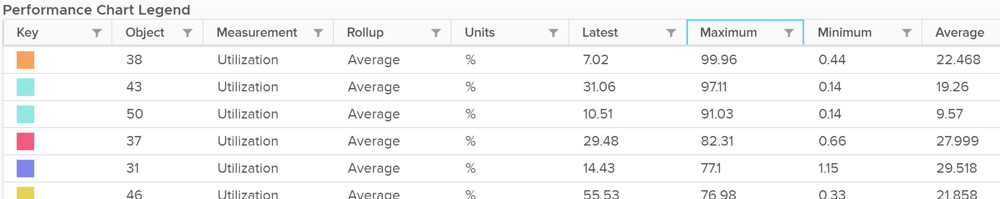 Performance Chart Legend
Key Object Measurement Rollup Units Latest Maximum Minimum Average
38 Utilization Average % 7.02 99.96 0.44 22.468
43 Utilization Average % 31.06 97.11 0.14 19.26
50 Utilization Average % 10.51 91.03 0.14 9.57
37 Utilization Average % 29.48 82.31 0.66 27.999
31 Utilization Average % 14.43 77.1 1.15 29.518
46 Utilization Average % 55.53 76.98 0.33 21.858